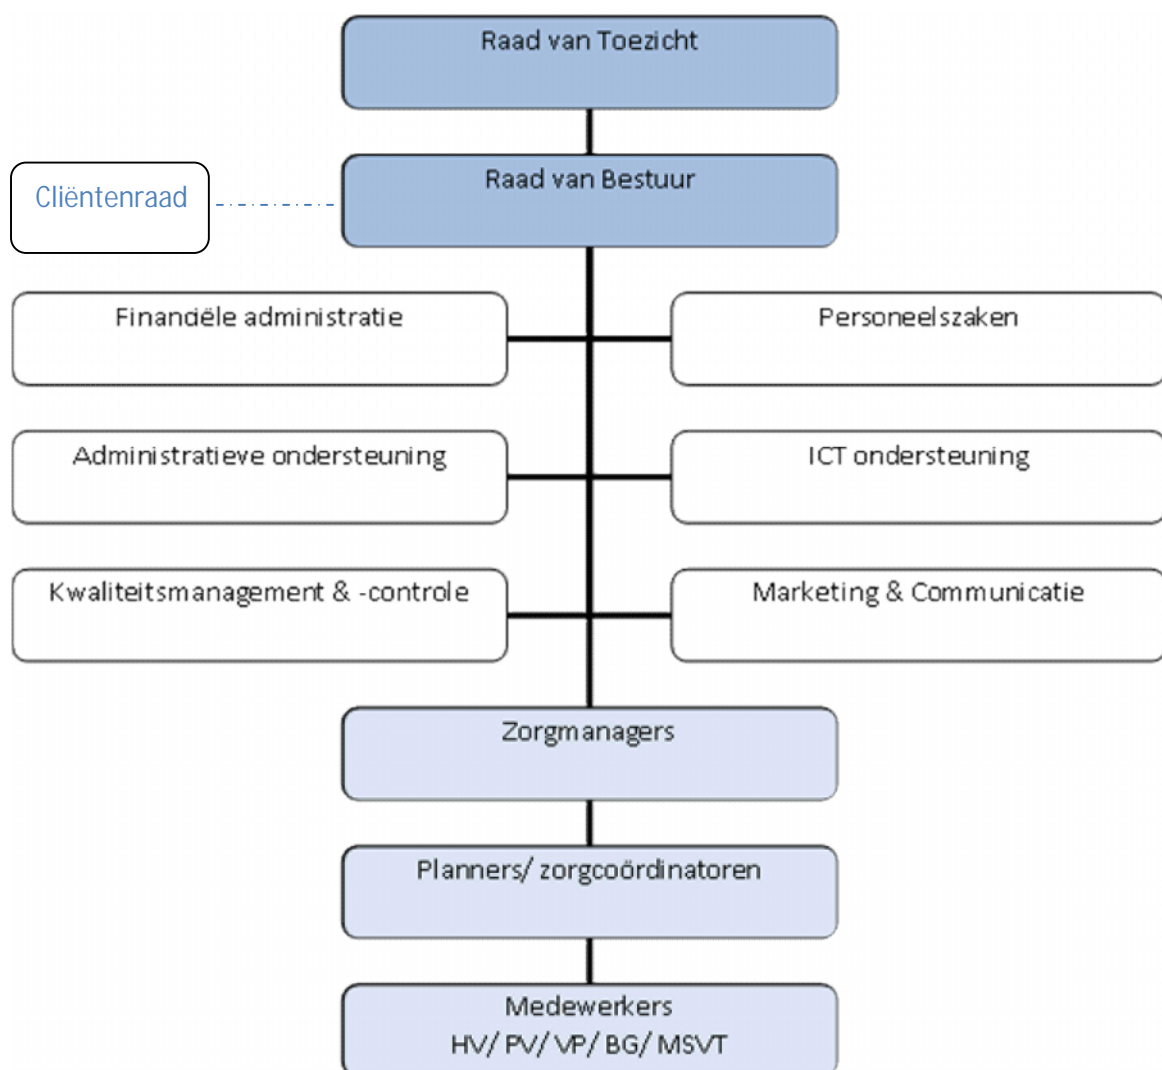 Raad van Toezicht
Raad van Bestuur
Cliëntenraad
Financiële administratie
Personeelszaken
Administratieve ondersteuning
ICT ondersteuning
Kwaliteitsmanagement & -controle
Marketing & Communicatie
Zorgmanagers
Planners/ zorgcoördinatoren
Medewerkers
HV/ PV/ VP/ BG/ MSVT